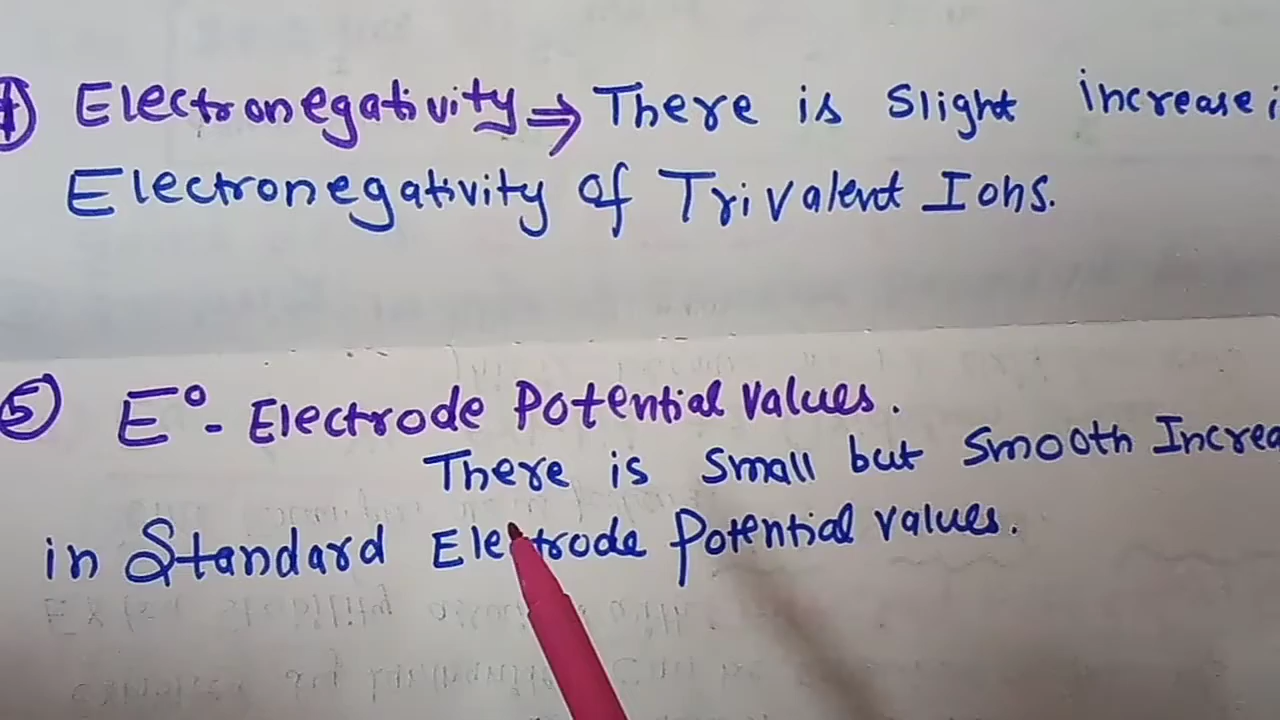 4) Electronegativity ⇒ There is Slight increase i
Electronegativity of Trivalent Ions.
5) E° - Electrode Potential Values.
There is Small but Smooth Increa
in Standard Electrode Potential values.